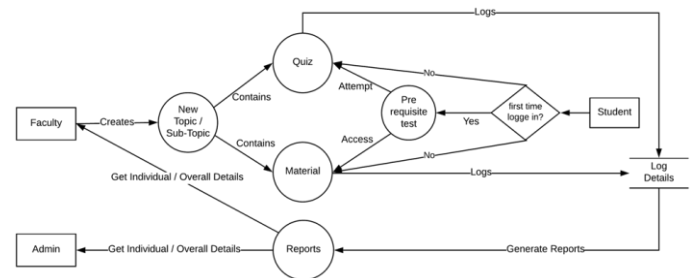 Logs
Quiz
No
Attempt
Contains
Pre
requisite
test
first time
logge in?
Student
Faculty
Creates
New
Topic /
Sub-Topic
Yes
Access
Contains
No
Material
Logs
Log
Details
Get Individual / Overall Details
Admin
Get Individual / Overall Details
Reports
Generate Reports